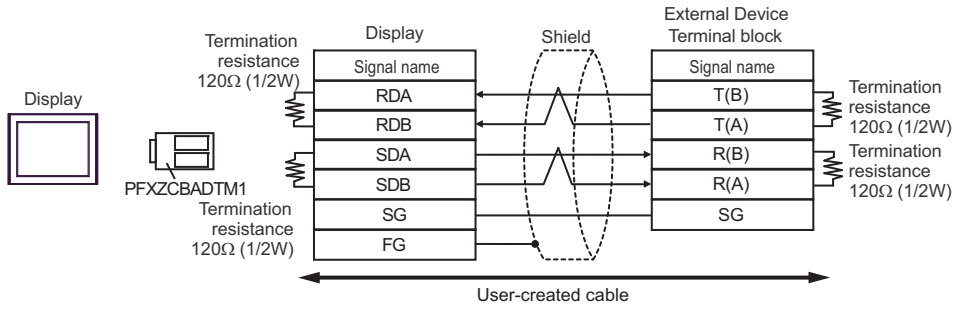 External Device
Terminal block
Display
Shield
Termination
resistance
120Ω (1/2W)
Signal name
Signal name
RDA
T(B)
Termination
resistance
120Ω (1/2W)
Display
RDB
T(A)
SDA
R(B)
Termination
resistance
120Ω (1/2W)
SDB
R(A)
PFXZCBADTM1
Termination
resistance
120Ω (1/2W)
SG
SG
FG
User-created cable